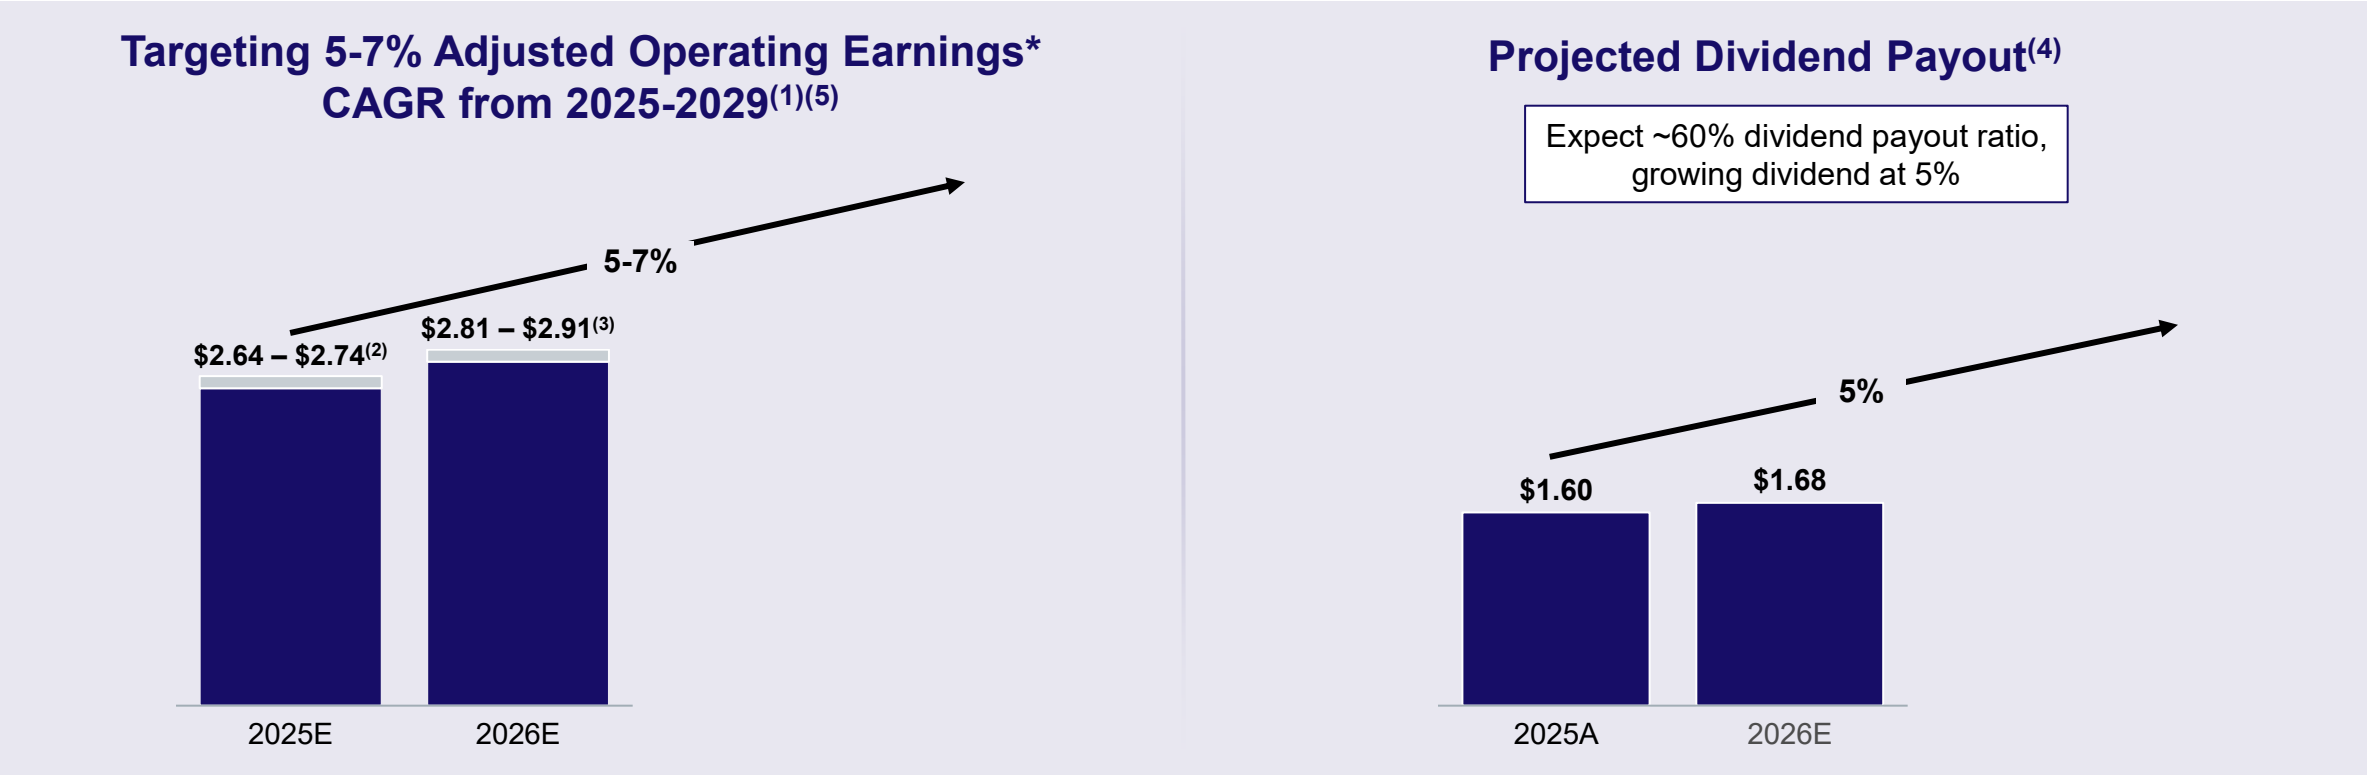 Targeting 5-7% Adjusted Operating Earnings*
CAGR from 2025-2029(1)(5)
5-7%
$2.64 – $2.74(2)
$2.81 – $2.91(3)
2025E
2026E
Projected Dividend Payout(4)
Expect ~60% dividend payout ratio,
growing dividend at 5%
5%
$1.60
$1.68
2025A
2026E